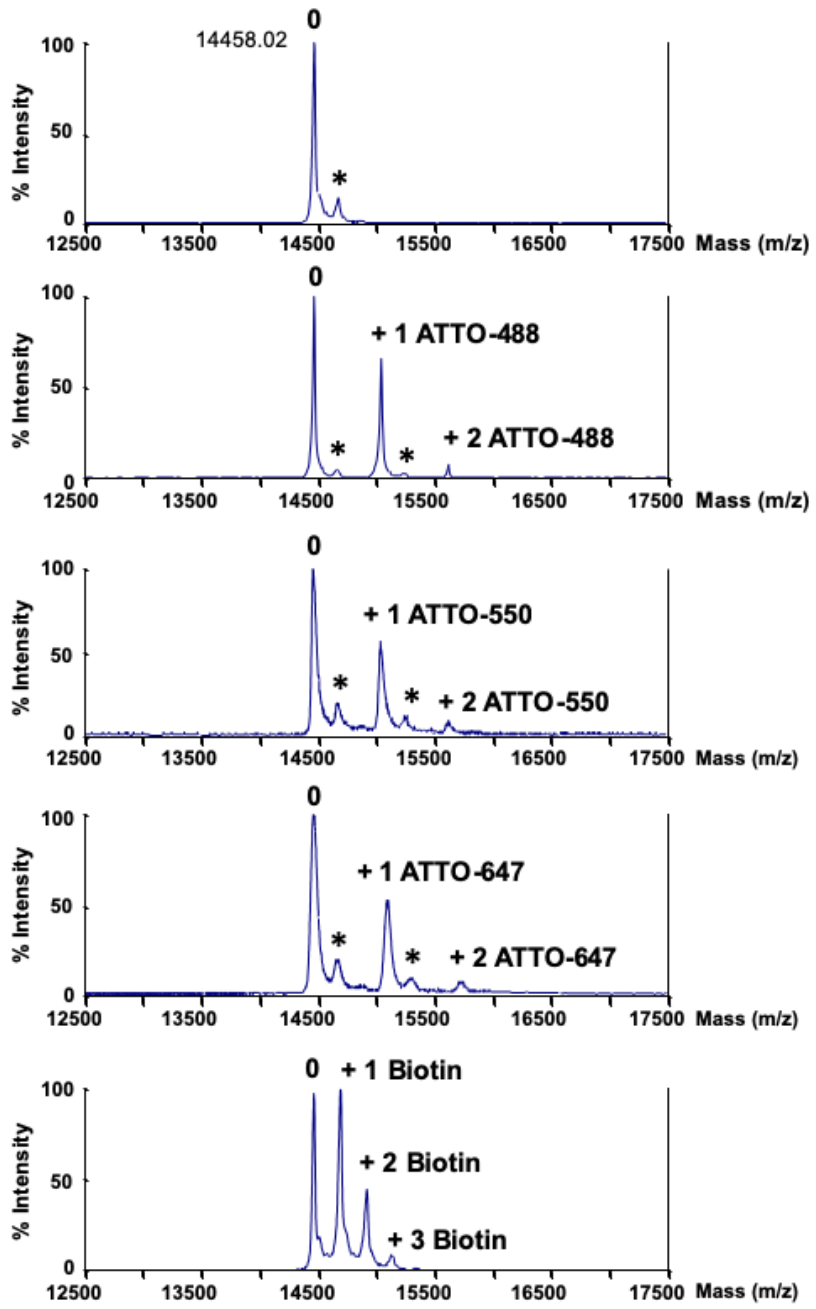 0
14458.02
100
% Intensity
50
*
0
12500 13500 14500 15500 16500 17500 Mass (m/z)
0
100
+ 1 ATTO-488
% Intensity
50
+ 2 ATTO-488
* *
0
12500 13500 14500 15500 16500 17500 Mass (m/z)
0
100
+ 1 ATTO-550
% Intensity
50
* * + 2 ATTO-550
0
12500 13500 14500 15500 16500 17500 Mass (m/z)
0
100
+ 1 ATTO-647
% Intensity
50
* * + 2 ATTO-647
0
12500 13500 14500 15500 16500 17500 Mass (m/z)
0 + 1 Biotin
100
% Intensity
+ 2 Biotin
50
+ 3 Biotin
0
12500 13500 14500 15500 16500 17500 Mass (m/z)